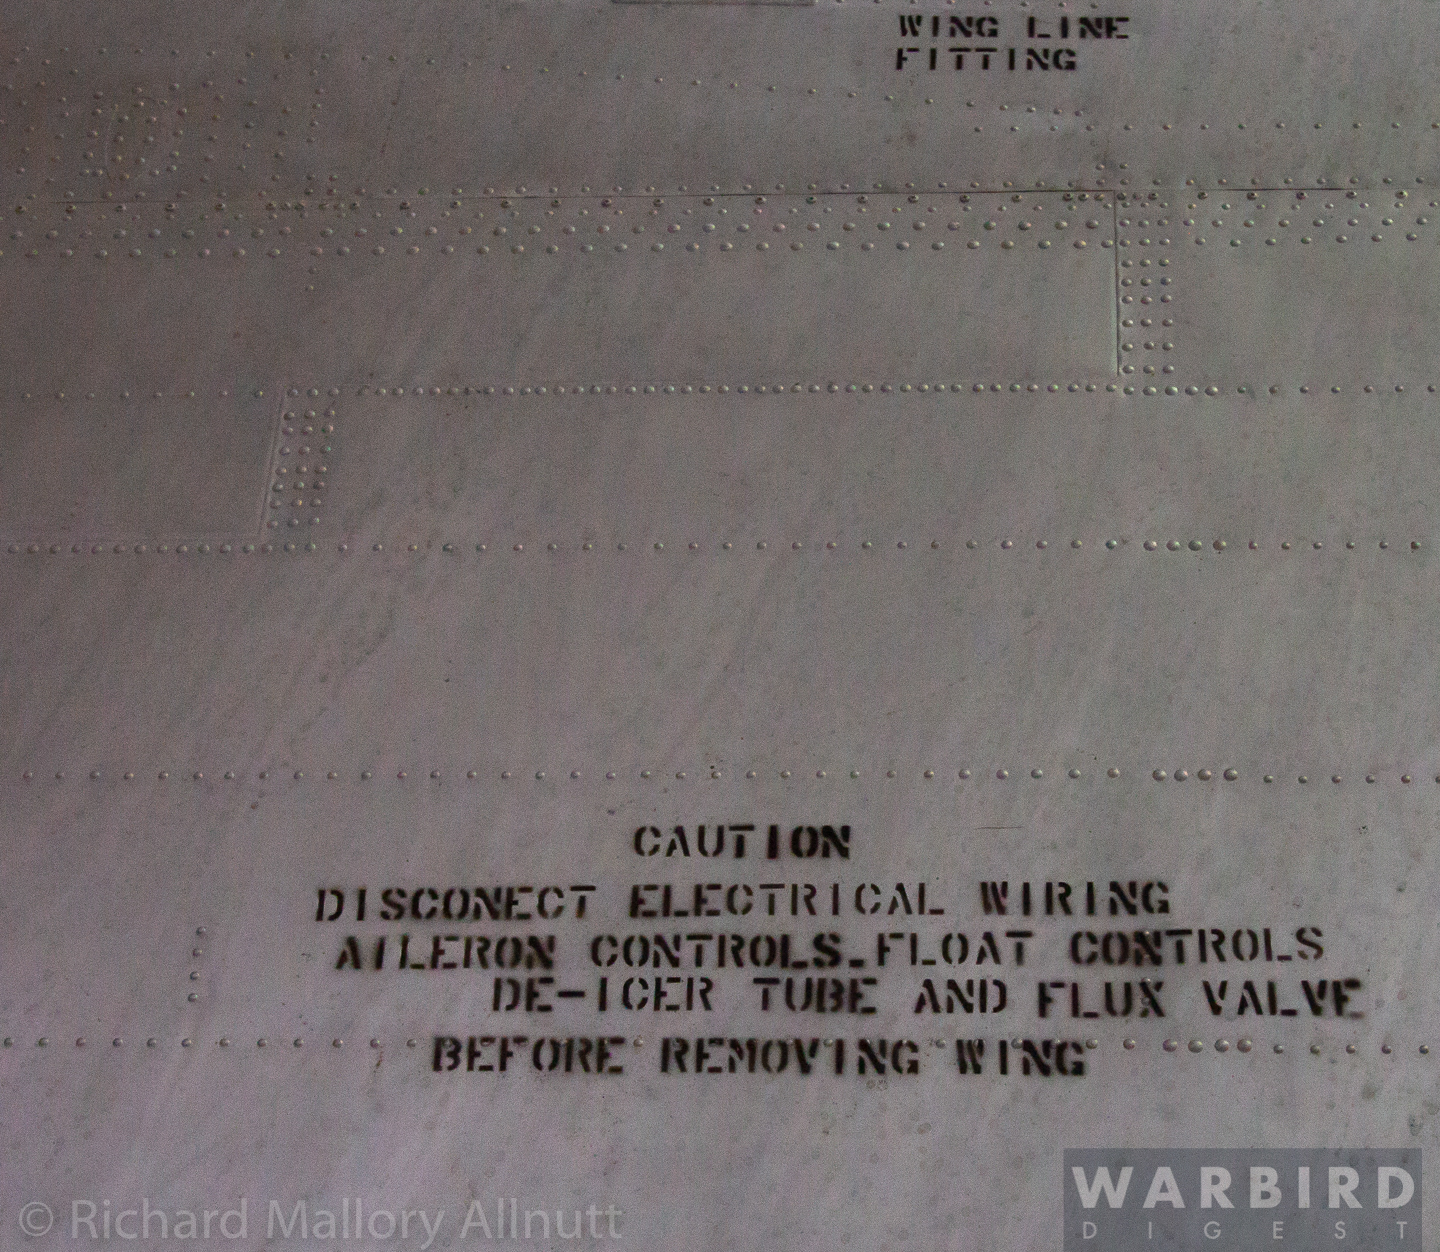 WING LINE
FITTING
CAUTION
DISCONECT ELECTRICAL WIRING
AILERON CONTROLS-FLOAT CONTROLS
DE-ICER TUBE AND FLUX VALVE
BEFORE REMOVING WING
© Richard Mallory Allnutt
WARBIRD
DIGEST